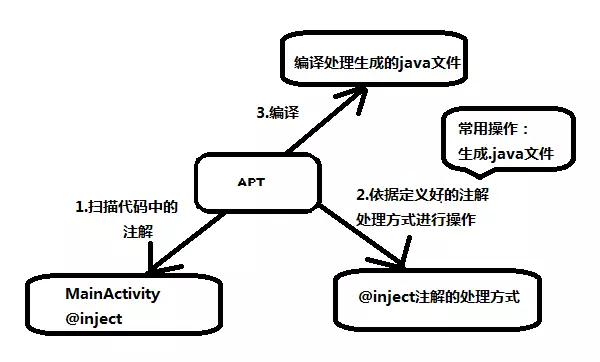 编译处理生成的java文件
3.编译
常用操作：
生成.java文件
APT
1.扫描代码中的
注解
2.依据定义好的注解
处理方式进行操作
MainActivity
@inject
@inject注解的处理方式